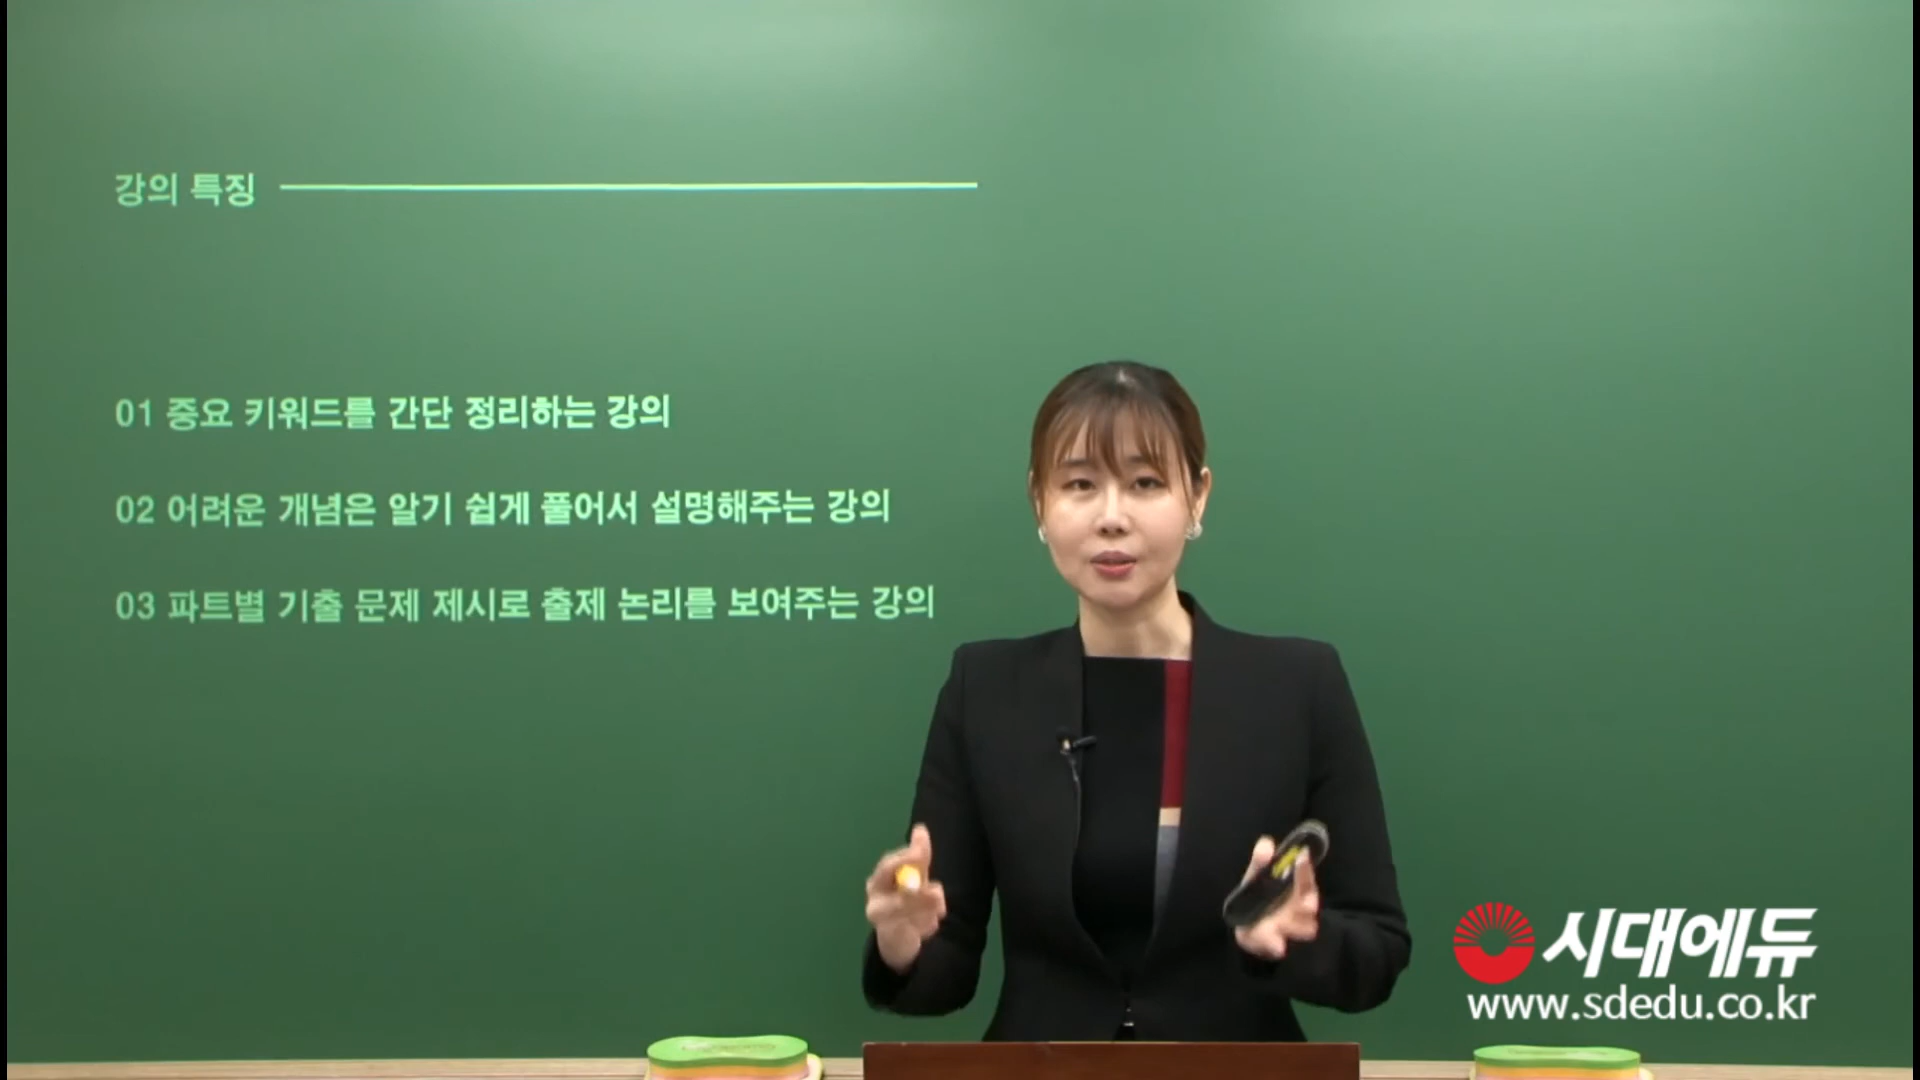 강의 특징
01 중요 키워드를 간단 정리하는 강의
02 어려운 개념은 알기 쉽게 풀어서 설명해주는 강의
03 파트별 기출 문제 제시로 출제 논리를 보여주는 강의
시대에듀
www.sdedu.co.kr